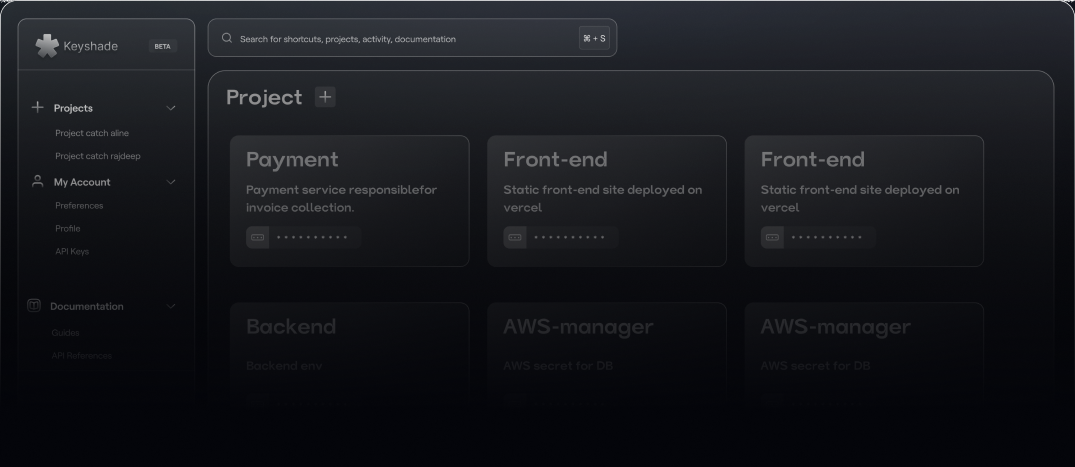 Keyshade
BETA
Projects
Project catch aline
Project catch rajdeep
My Account
Preferences
Profile
API Keys
Documentation
Guides
API References
Search for shortcuts, projects, activity, documentation
⌘ + S
Project
Payment
Payment service responsiblefor
invoice collection.
Front-end
Static front-end site deployed on
vercel
Front-end
Static front-end site deployed on
vercel
Backend
Backend env
AWS-manager
AWS secret for DB
AWS-manager
AWS secret for DB